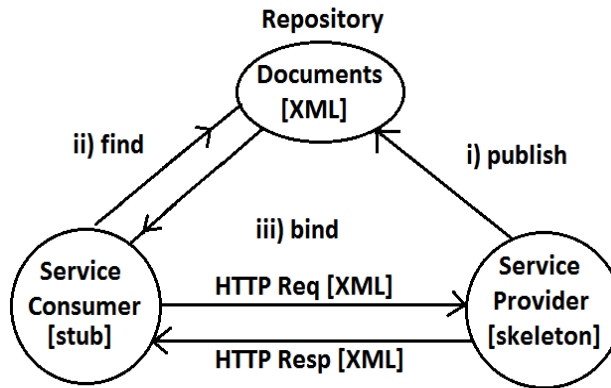 Repository
Documents
[XML]
ii) find
i) publish
iii) bind
Service
Consumer
[stub]
HTTP Req [XML]
HTTP Resp [XML]
Service
Provider
[skeleton]